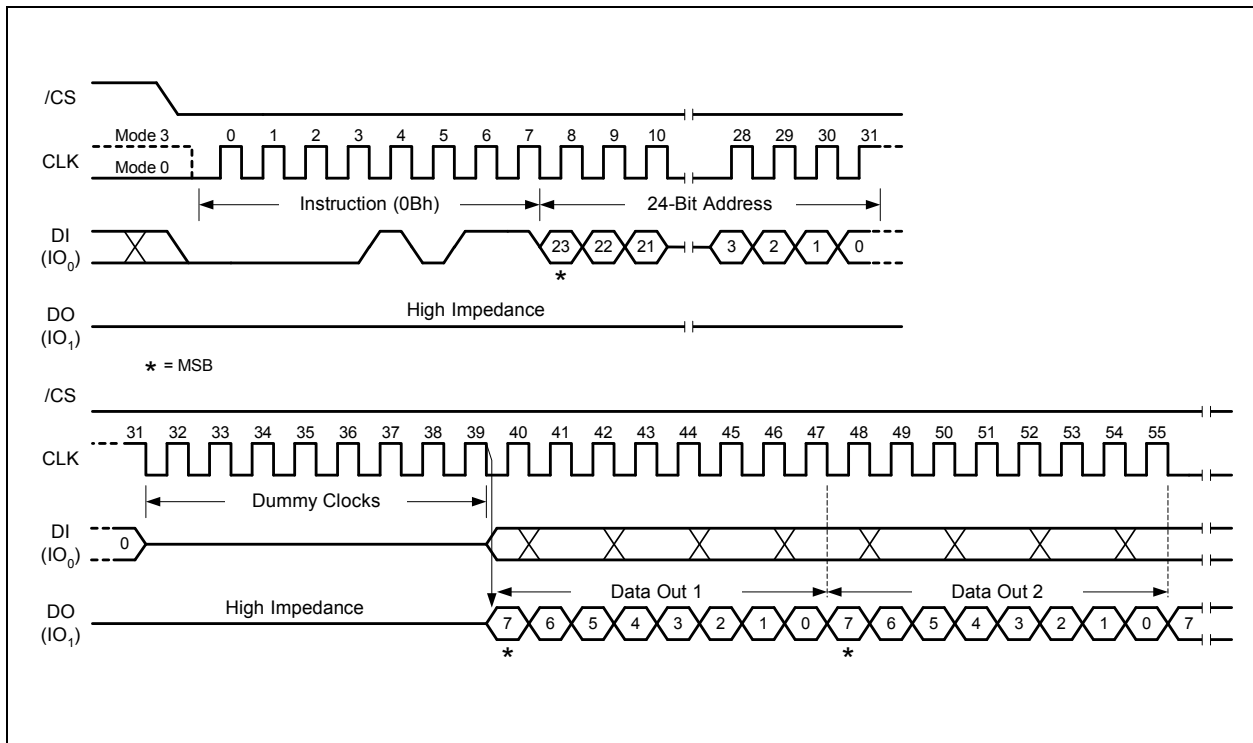 /CS
Mode 3 0 1 2 3 4 5 6 7 8 9 10 28 29 30 31
CLK
Mode 0
Instruction (0Bh) 24-Bit Address
DI
(IO0)
23 22 21 3 2 1 0
*
DO
(IO1)
High Impedance
* = MSB
/CS
31 32 33 34 35 36 37 38 39 40 41 42 43 44 45 46 47 48 49 50 51 52 53 54 55
CLK
Dummy Clocks
DI
(IO0)
0
Data Out 1 Data Out 2
DO
(IO1)
High Impedance
7 6 5 4 3 2 1 0 7 6 5 4 3 2 1 0 7
* *